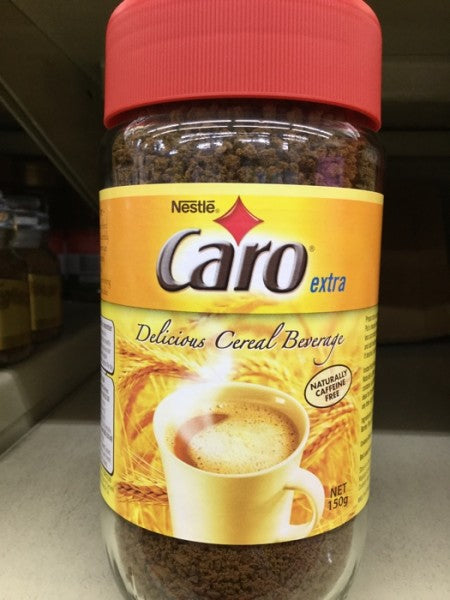 Nestlé®
Caro®
extra
Delicious Cereal Beverage
NATURALLY
CAFFEINE
FREE
NET
150g